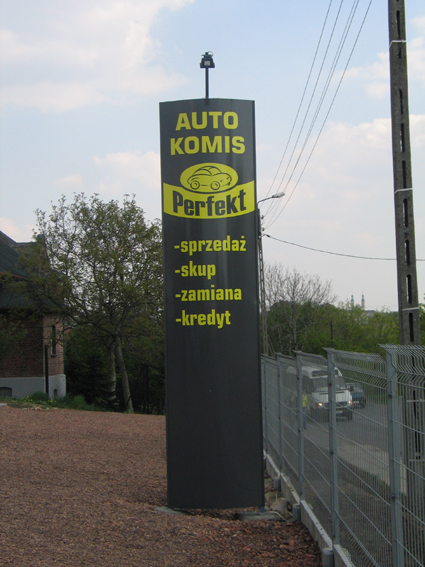 AUTO
KOMIS
Perfekt
-sprzedaż
-skup
-zamiana
-kredyt